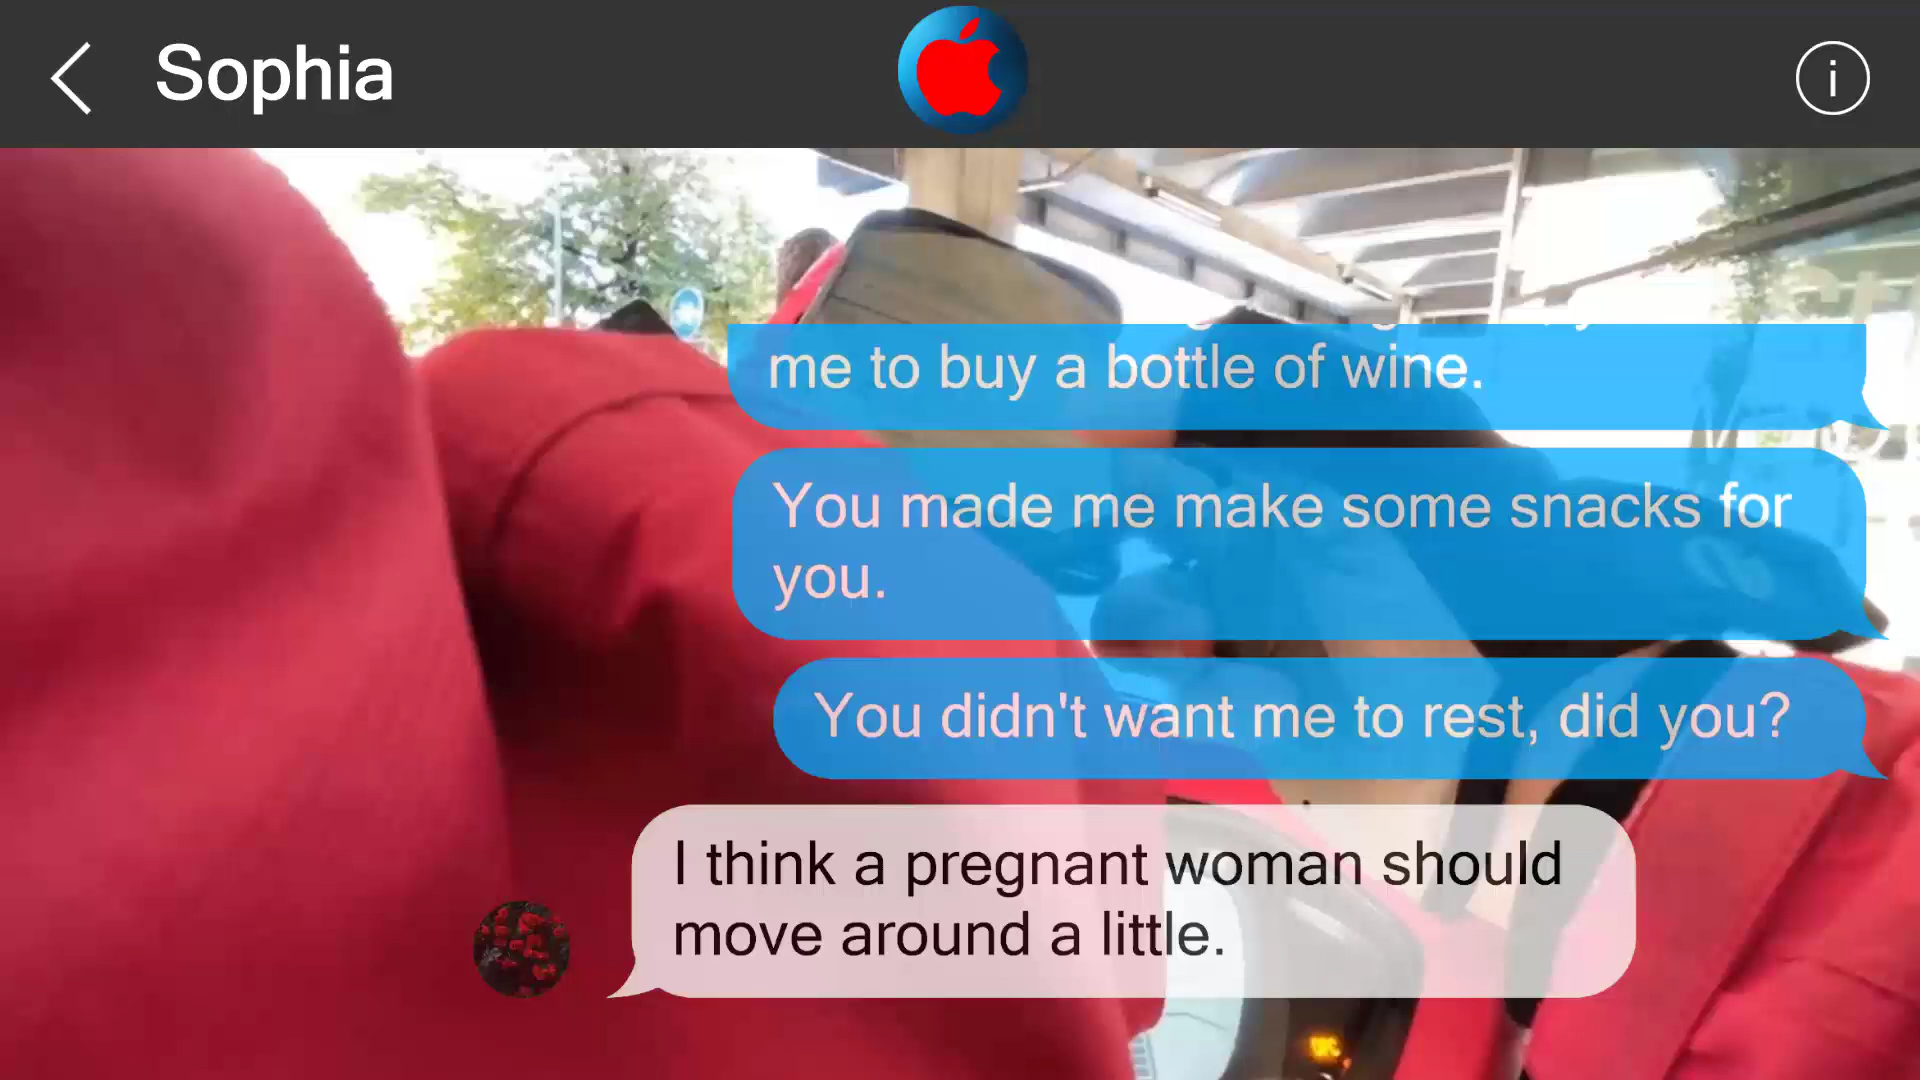 Sophia
me to buy a bottle of wine.
You made me make some snacks for
you.
You didn't want me to rest, did you?
I think a pregnant woman should
move around a little.